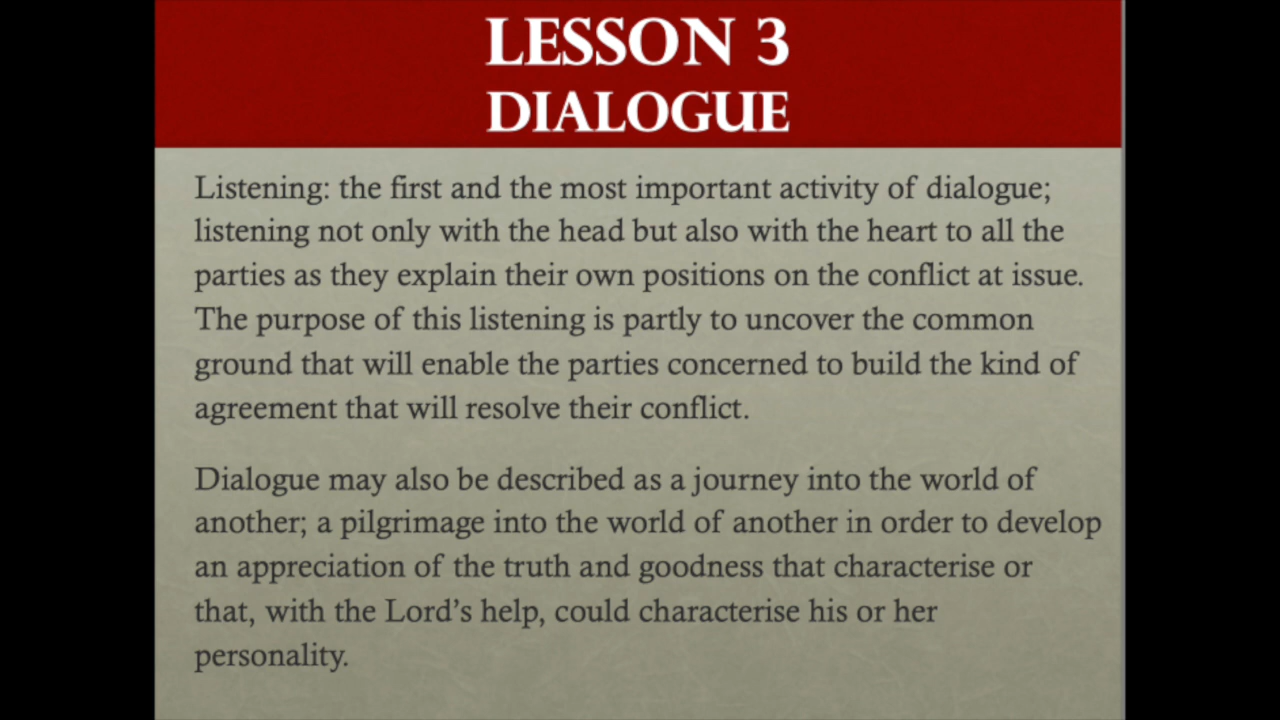 LESSON 3
DIALOGUE
Listening: the first and the most important activity of dialogue;
listening not only with the head but also with the heart to all the
parties as they explain their own positions on the conflict at issue.
The purpose of this listening is partly to uncover the common
ground that will enable the parties concerned to build the kind of
agreement that will resolve their conflict.
Dialogue may also be described as a journey into the world of
another; a pilgrimage into the world of another in order to develop
an appreciation of the truth and goodness that characterise or
that, with the Lord’s help, could characterise his or her
personality.